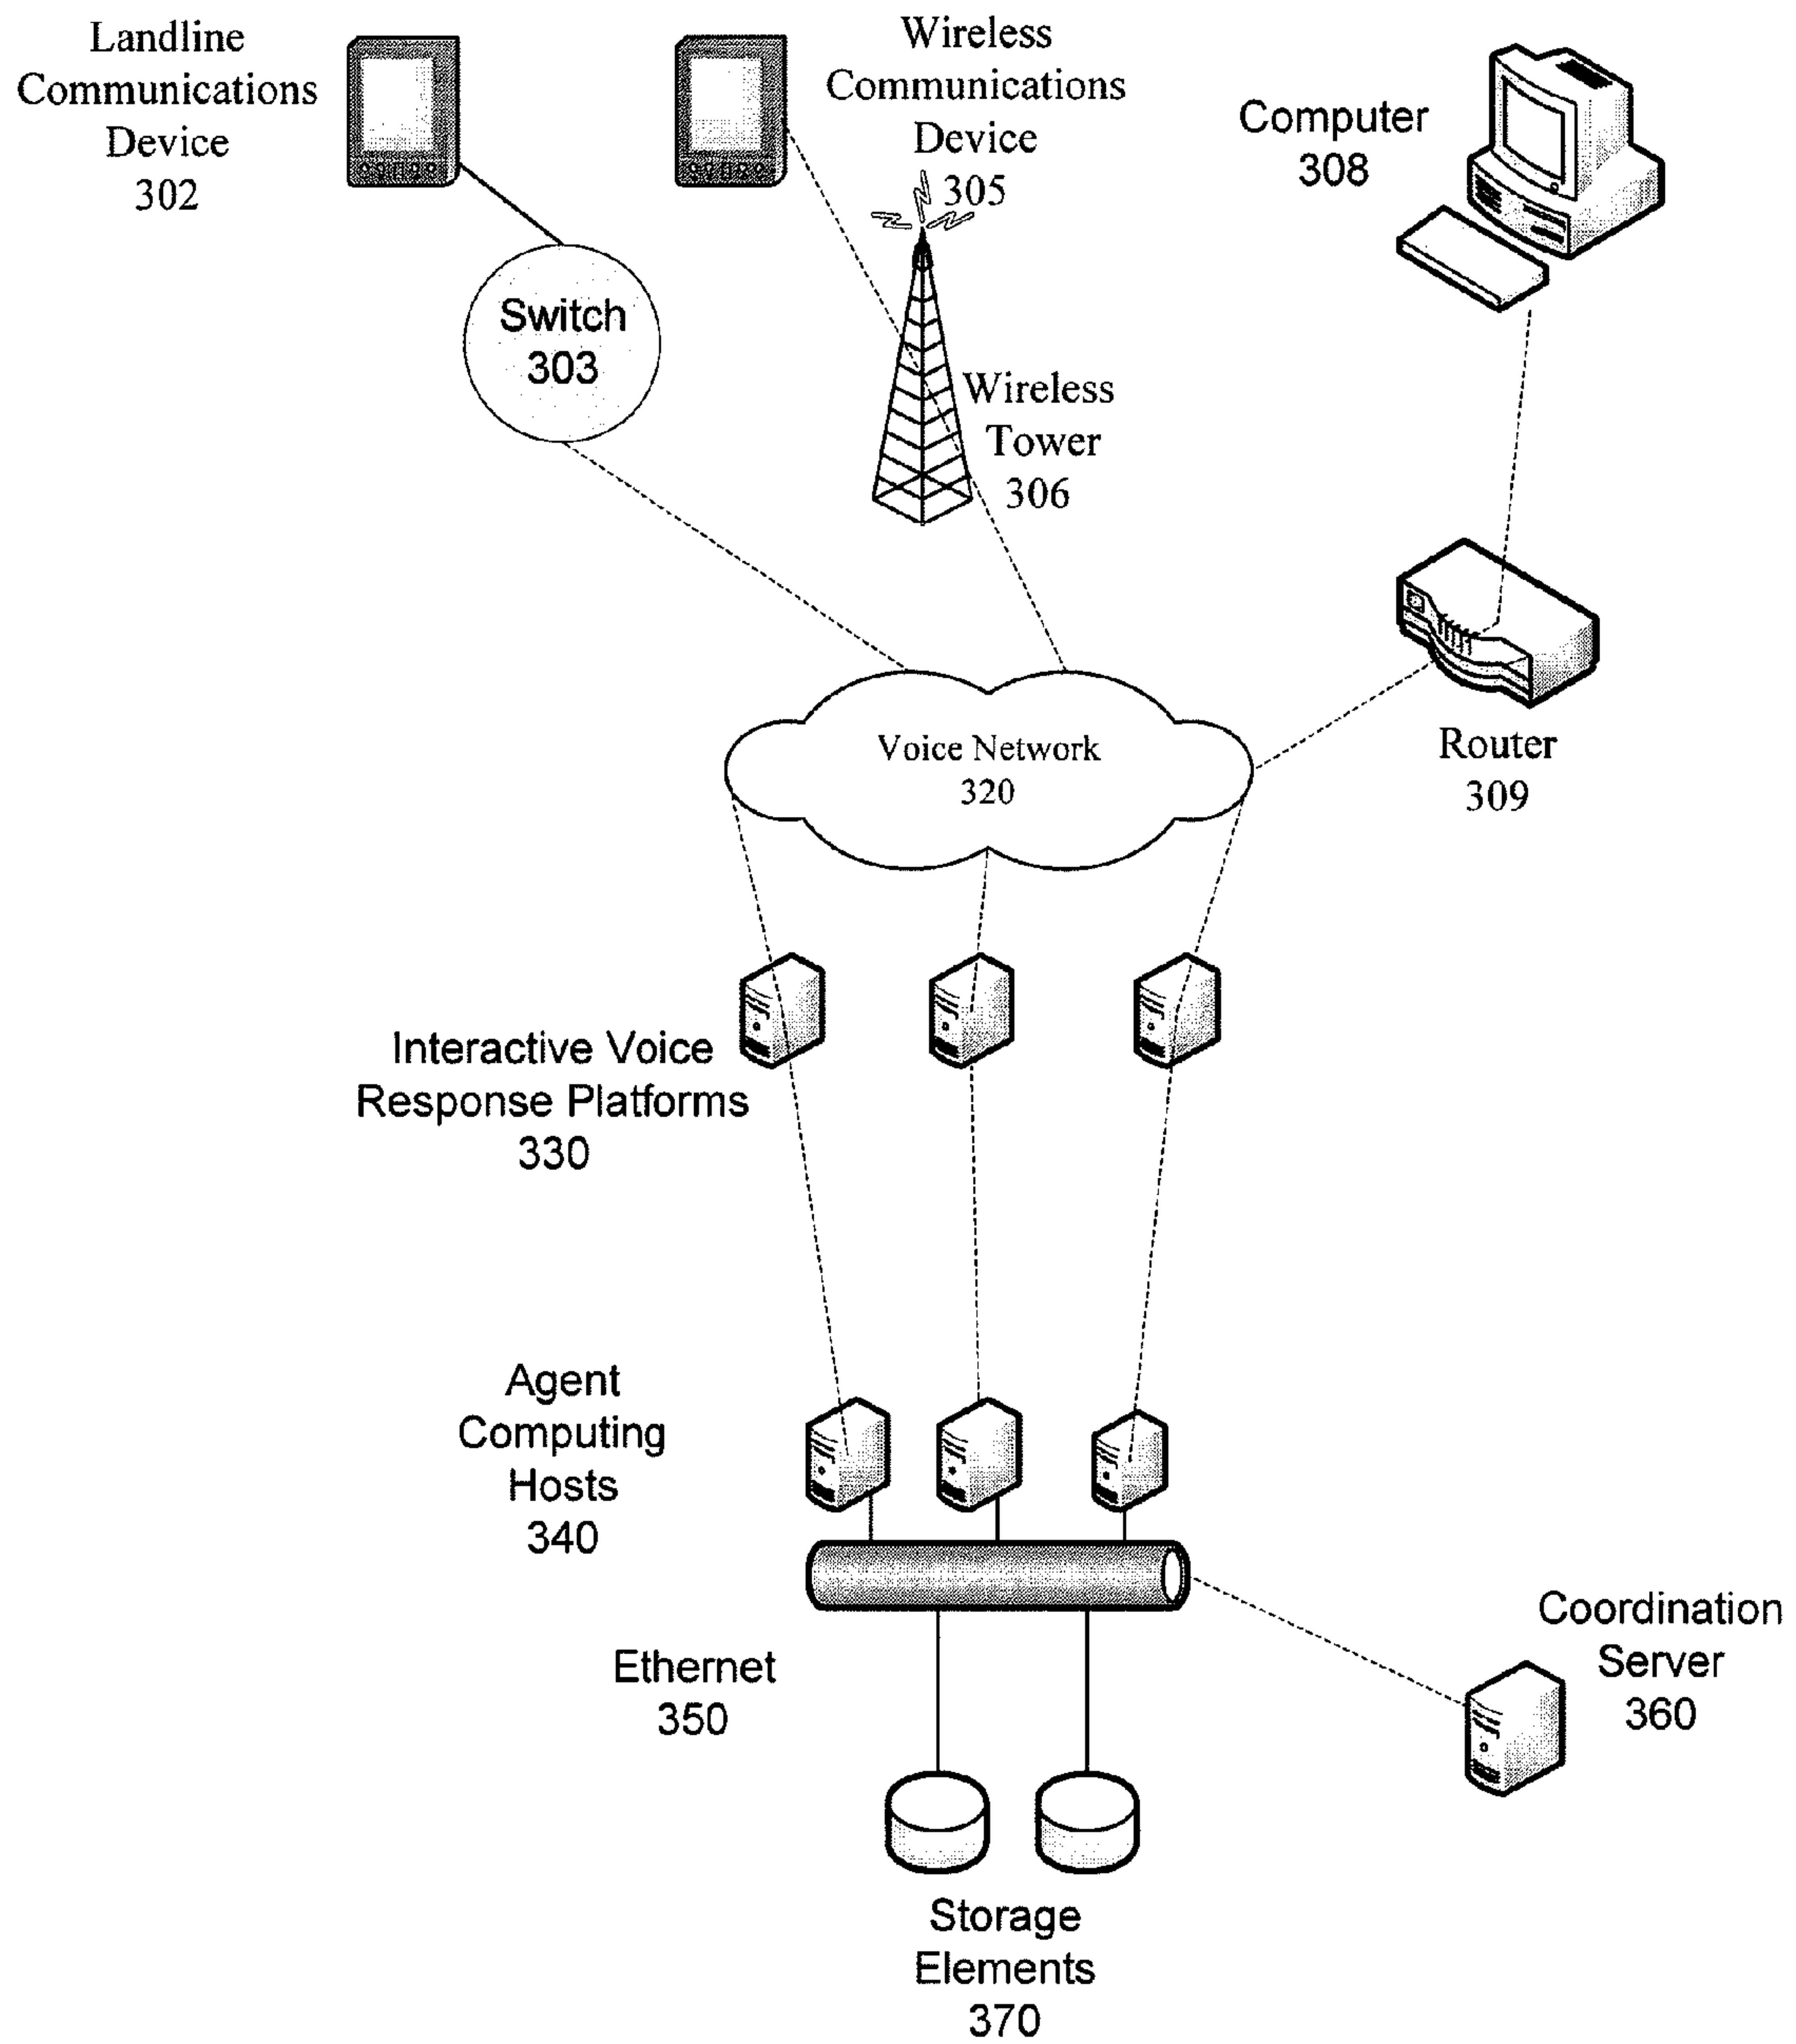 Landline
Communications
Device
302
Wireless
Communications
Device
305
Computer
308
Switch
303
Wireless
Tower
306
Voice Network
320
Router
309
Interactive Voice
Response Platforms
330
Agent
Computing
Hosts
340
Ethernet
350
Coordination
Server
360
Storage
Elements
370